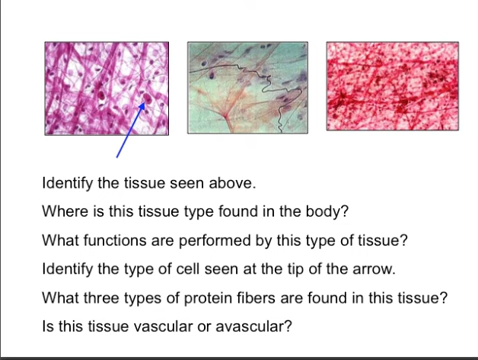 Identify the tissue seen above.
Where is this tissue type found in the body?
What functions are performed by this type of tissue?
Identify the type of cell seen at the tip of the arrow.
What three types of protein fibers are found in this tissue?
Is this tissue vascular or avascular?